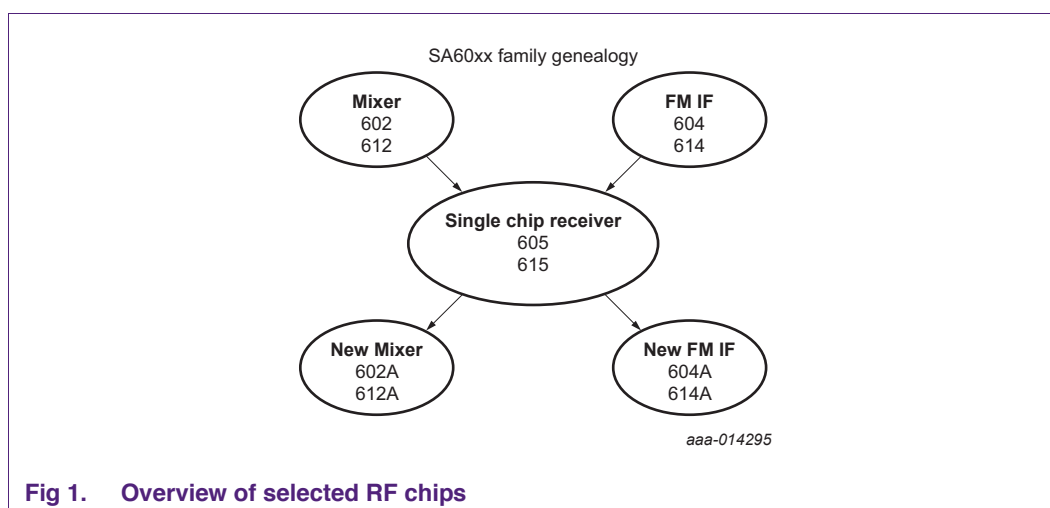 SA60xx family genealogy
Mixer
602
612
FM IF
604
614
Single chip receiver
605
615
New Mixer
602A
612A
New FM IF
604A
614A
aaa-014295
Fig 1. Overview of selected RF chips